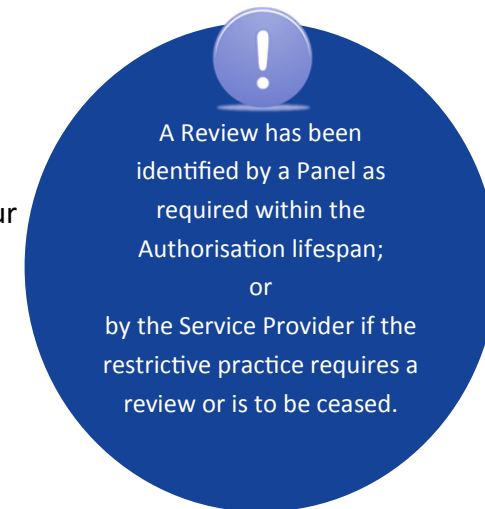 !
A Review has been
identified by a Panel as
required within the
ur
Authorisation lifespan;
or
by the Service Provider if the
restrictive practice requires a
review or is to be ceased.